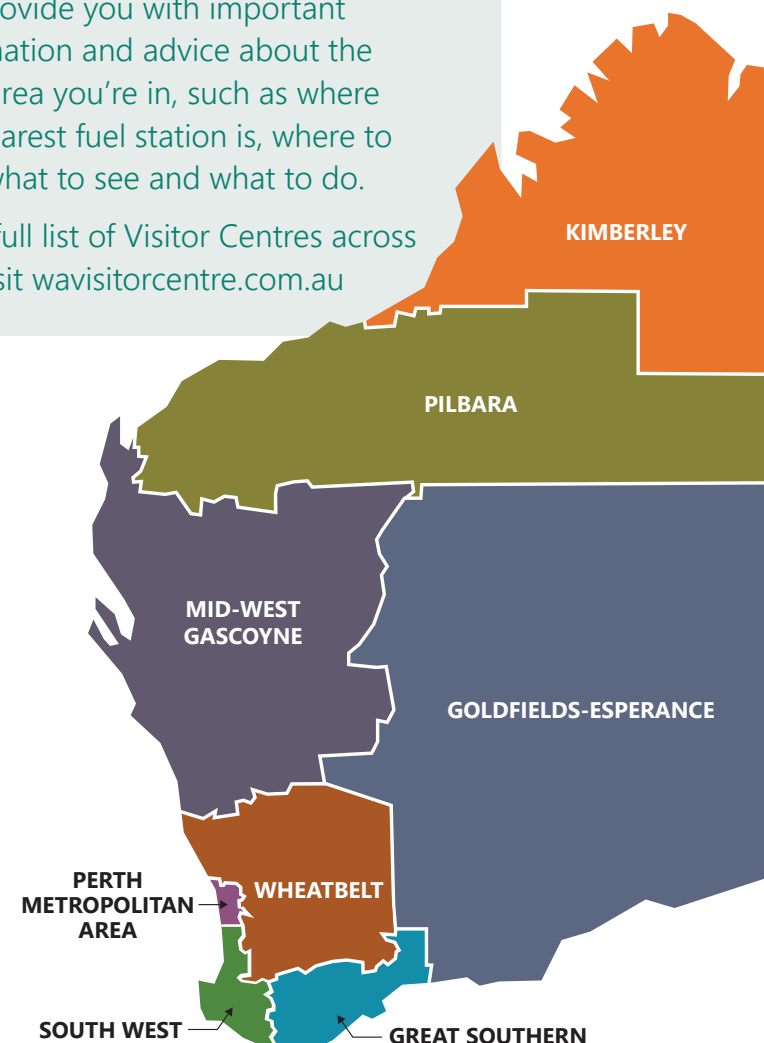 ovide you with important
nation and advice about the
rea you're in, such as where
arest fuel station is, where to
what to see and what to do.
full list of Visitor Centres across
sit wavisitorcentre.com.au
KIMBERLEY
PILBARA
MID-WEST
GASCOYNE
GOLDFIELDS-ESPERANCE
PERTH
METROPOLITAN
AREA
WHEATBELT
SOUTH WEST
GREAT SOUTHERN